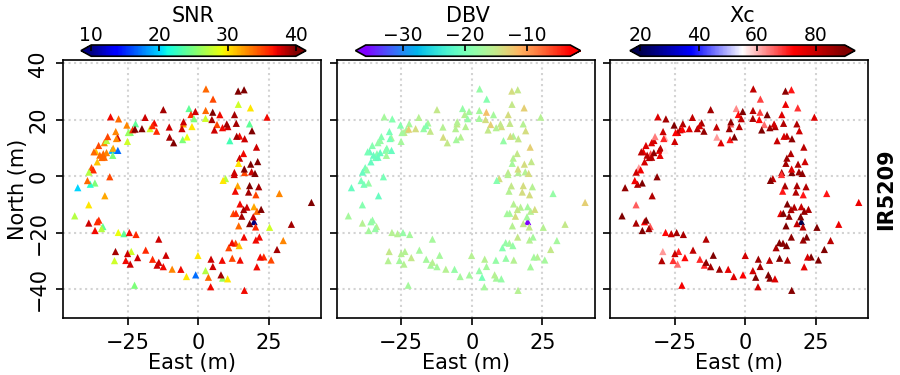 SNR DBV Xc
10 20 30 40 −30 −20 −10 20 40 60 80
40
20
0
−20
−40
North (m)
−25 0 25 −25 0 25 −25 0 25
East (m) East (m) East (m)
IR5209